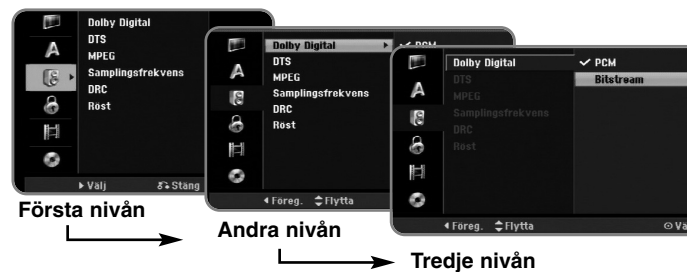 Dolby Digital
DTS
MPEG
Samplingsfrekvens
DRC
Röst
Välj Stäng
Första nivån
Dolby Digital PCM
DTS
MPEG
Samplingsfrekvens
DRC
Röst
Föreg. Flytta
Andra nivån
Dolby Digital PCM
DTS Bitstream
MPEG
Samplingsfrekvens
DRC
Röst
Föreg. Flytta
Tredje nivån